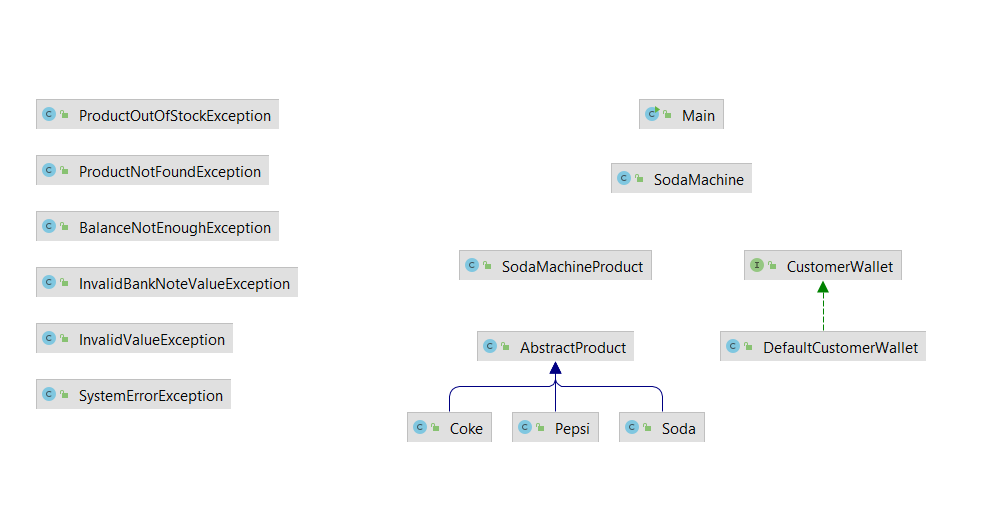 ProductOutOfStockException
Main
ProductNotFoundException
SodaMachine
BalanceNotEnoughException
SodaMachineProduct
CustomerWallet
InvalidBankNoteValueException
InvalidValueException
AbstractProduct
DefaultCustomerWallet
SystemErrorException
Coke
Pepsi
Soda